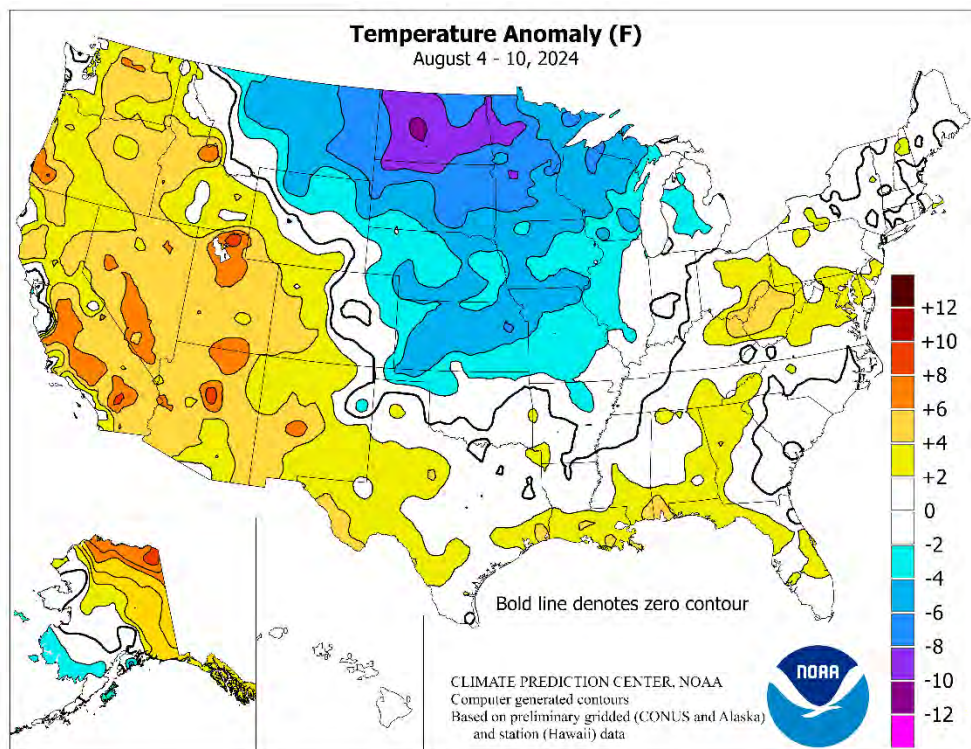 Temperature Anomaly (F)
August 4 - 10, 2024
+12
+10
+8
+6
+4
+2
0
-2
-4
-6
-8
-10
-12
Bold line denotes zero contour
CLIMATE PREDICTION CENTER, NOAA
Computer generated contours
Based on preliminary gridded (CONUS and Alaska)
and station (Hawaii) data
NOAA